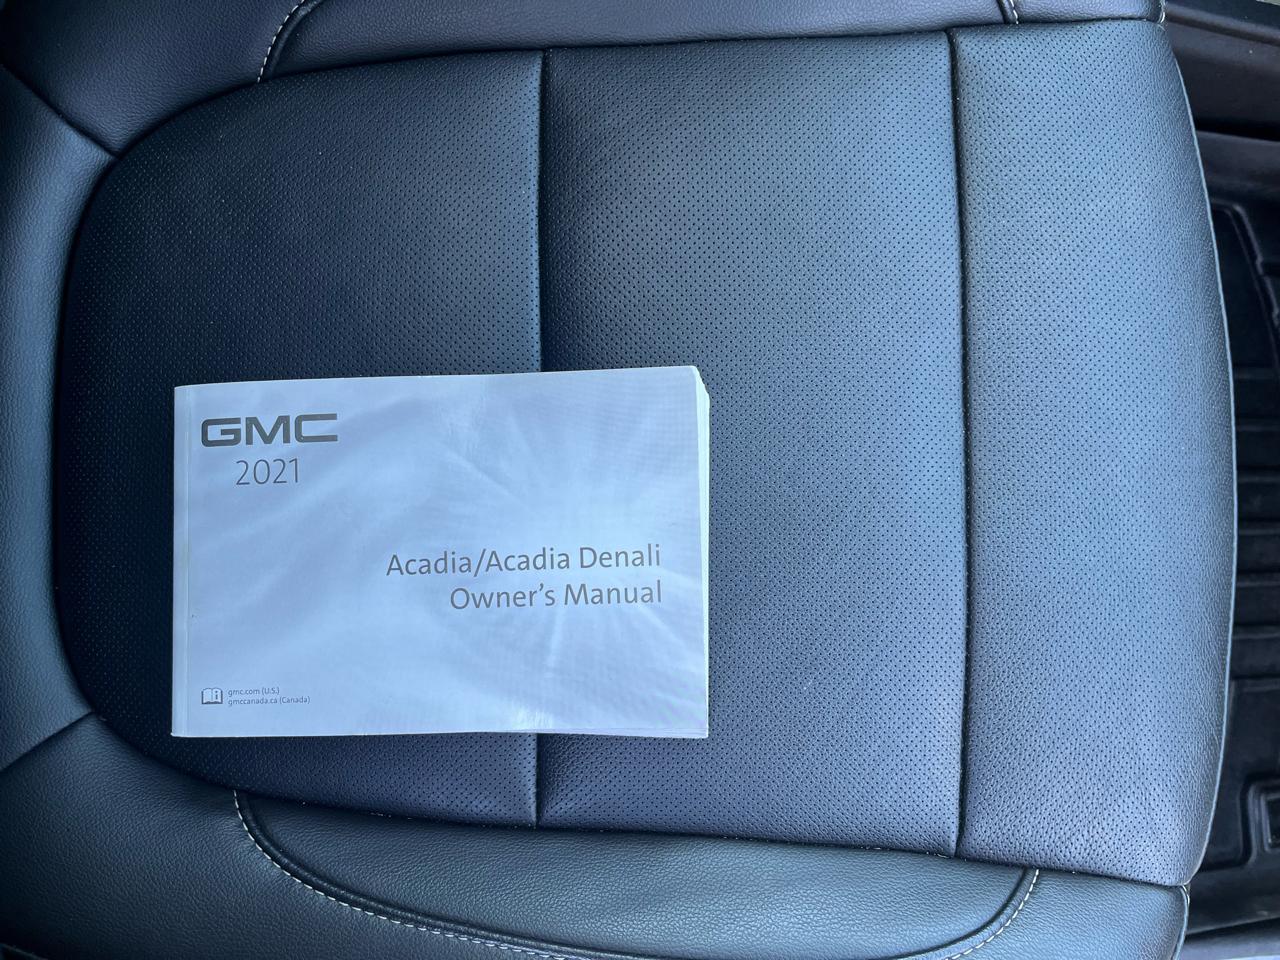 GMC
2021
Acadia/Acadia Denali
Owner's Manual
gmc.com (U.S.)
gmccanada.ca (Canada)